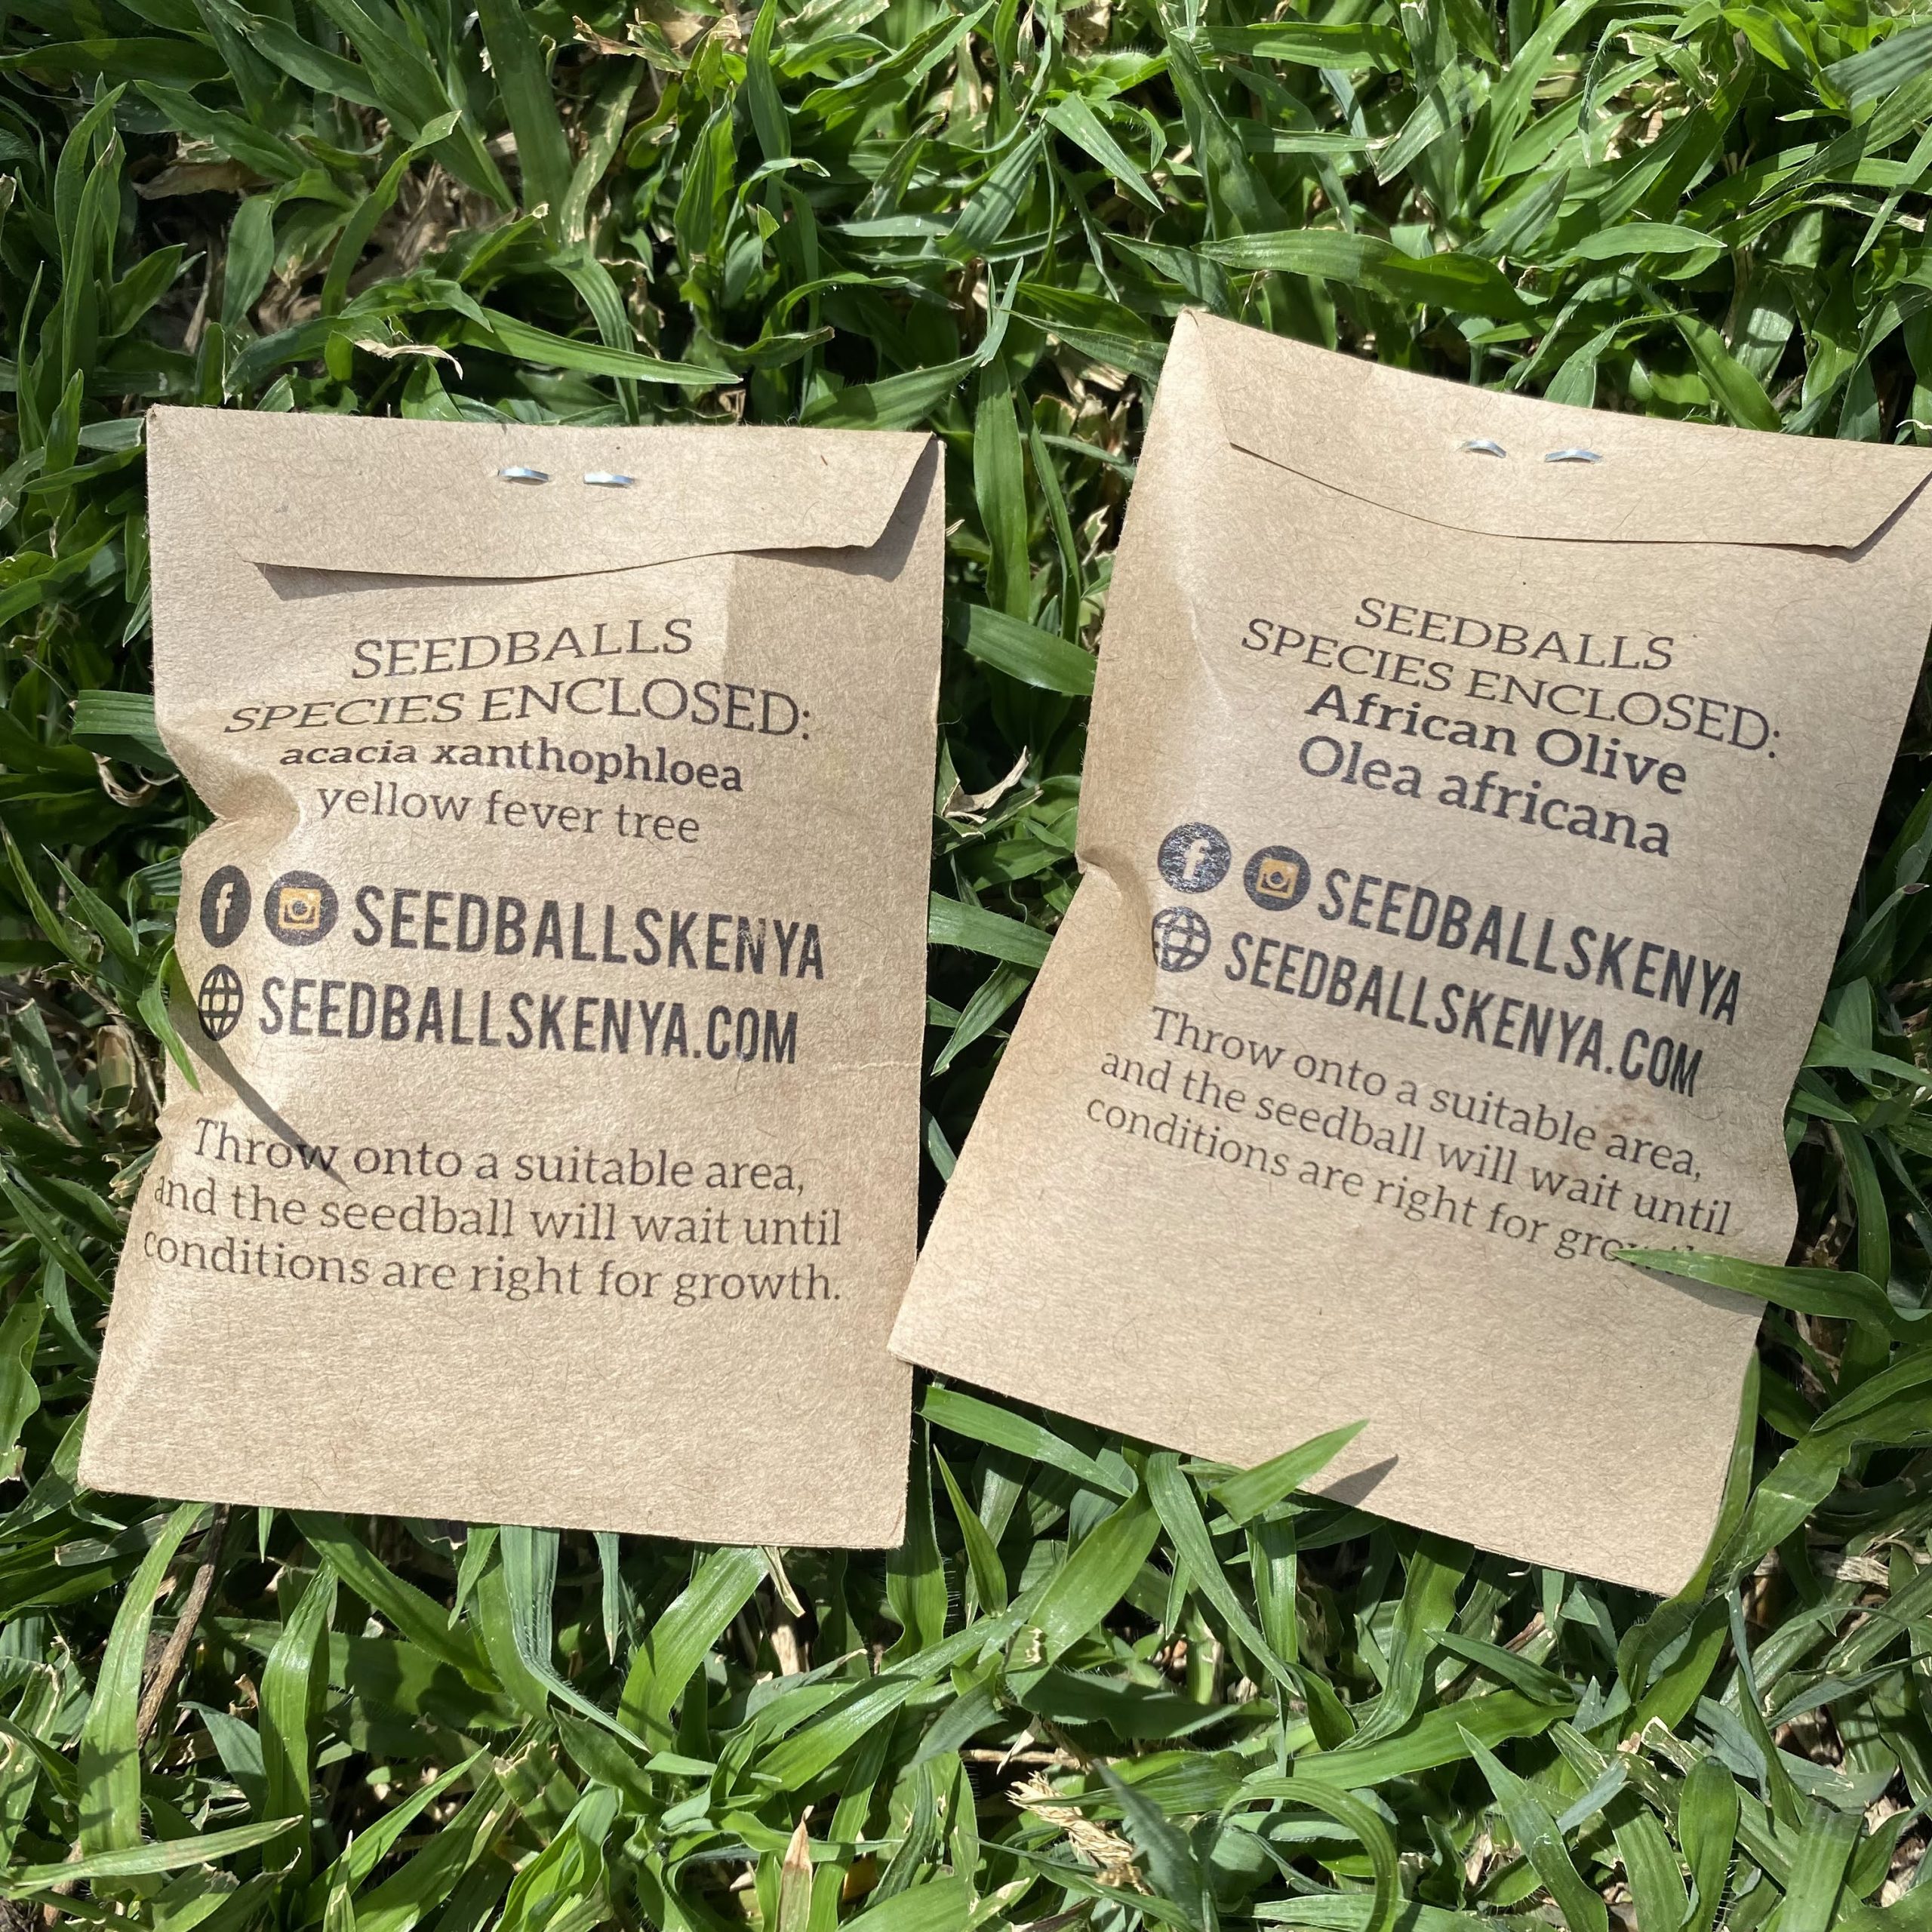 SEEDBALLS
SPECIES ENCLOSED:
acacia xanthophloea
yellow fever tree
SEEDBALLSKENYA
SEEDBALLSKENYA.COM
Throw onto a suitable area,
and the seedball will wait until
conditions are right for growth.
SEEDBALLS
SPECIES ENCLOSED:
African Olive
Olea africana
SEEDBALLSKENYA
SEEDBALLSKENYA.COM
Throw onto a suitable area,
and the seedball will wait until
conditions are right for